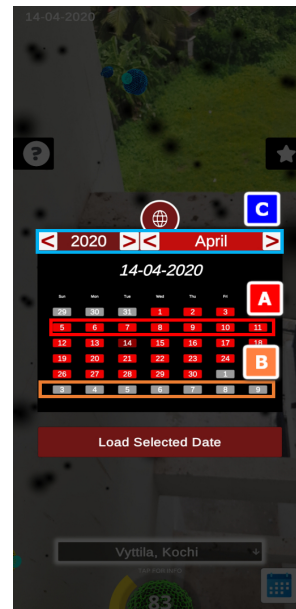 14-04-2020
?
C
< 2020 > < April >
14-04-2020
Sun Mon Tue Wed Thu Fri
A
29 30 31 1 2 3
5 6 7 8 9 10 11
12 13 14 15 16 17 18
B
19 20 21 22 23 24
26 27 28 29 30 1
3 4 5 6 7 8 9
Load Selected Date
Vyttila, Kochi
TAP FOR INFO
83